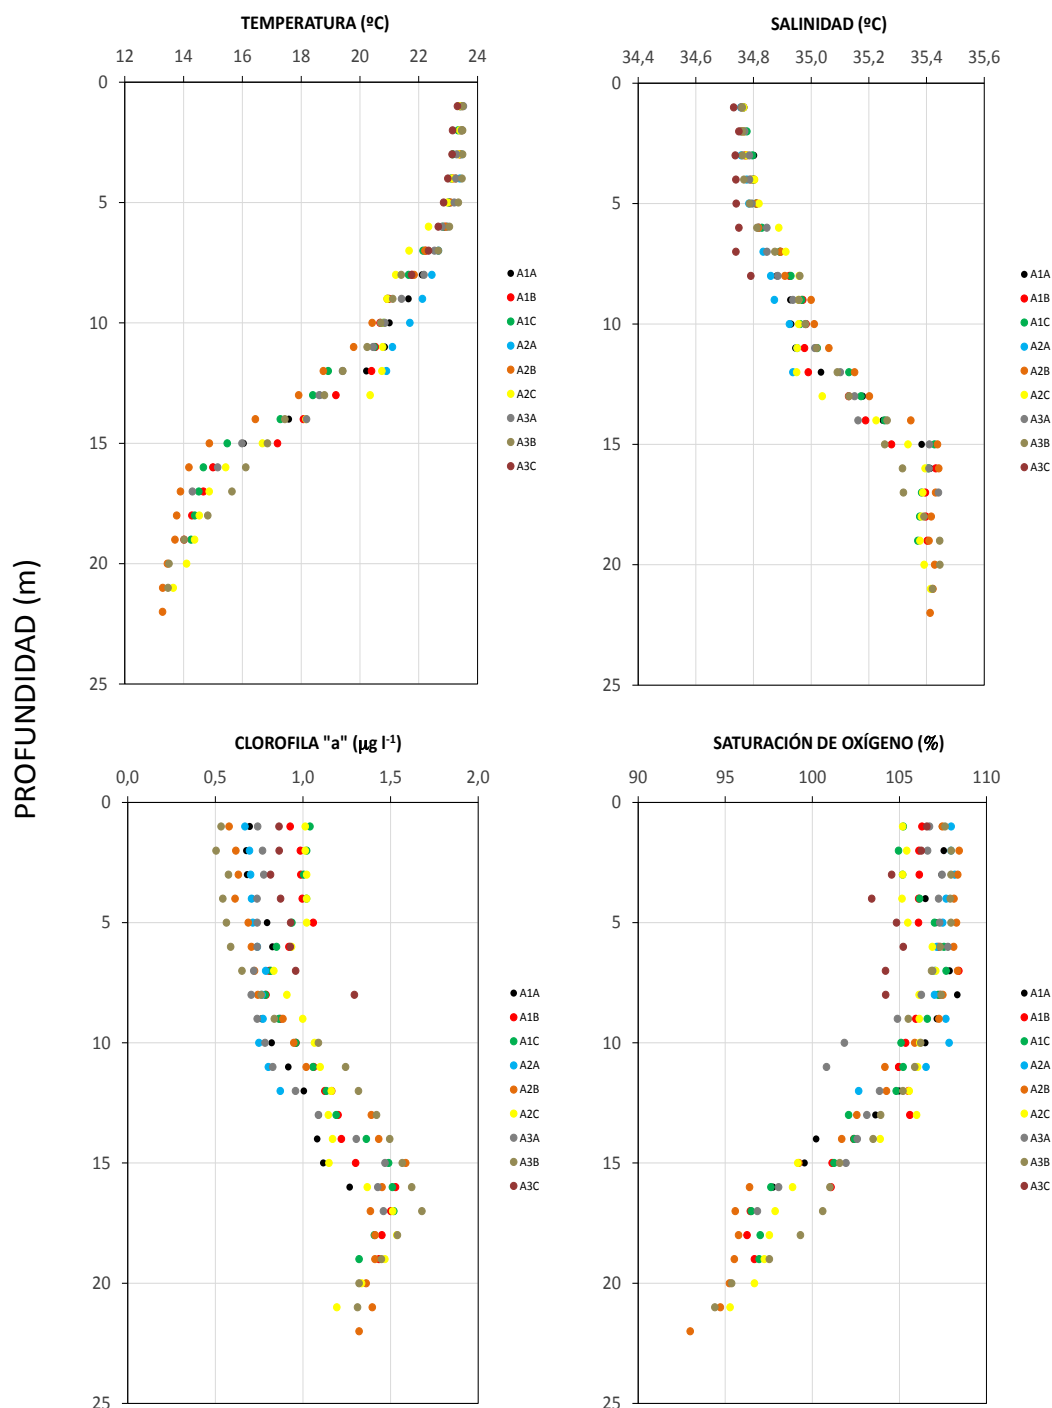 TEMPERATURA (ºC)
12 14 16 18 20 22 24
0
5
10
15
20
25
A1A
A1B
A1C
A2A
A2B
A2C
A3A
A3B
A3C
SALINIDAD (ºC)
34,4 34,6 34,8 35,0 35,2 35,4 35,6
0
5
10
15
20
25
A1A
A1B
A1C
A2A
A2B
A2C
A3A
A3B
A3C
PROFUNDIDAD (m)
CLOROFILA "a" (µg l-1)
0,0 0,5 1,0 1,5 2,0
0
5
10
15
20
25
A1A
A1B
A1C
A2A
A2B
A2C
A3A
A3B
A3C
SATURACIÓN DE OXÍGENO (%)
90 95 100 105 110
0
5
10
15
20
25
A1A
A1B
A1C
A2A
A2B
A2C
A3A
A3B
A3C